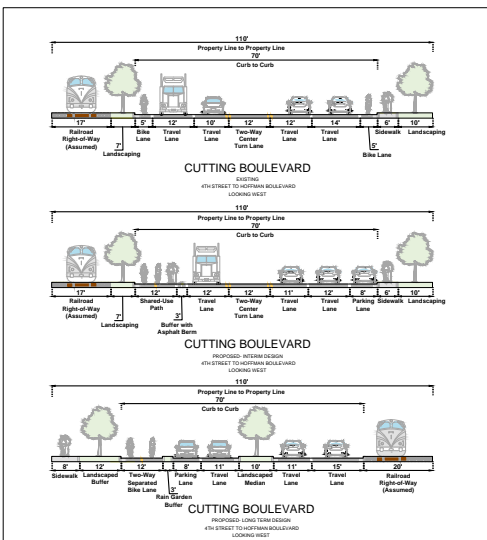 110'
Property Line to Property Line
70'
Curb to Curb
17' 5' 12' 10' 12' 12' 14' 6' 10'
Railroad Right-of-Way (Assumed)
7'
Landscaping
Bike Lane
Travel Lane
Travel Lane
Two-Way Center Turn Lane
Travel Lane
Travel Lane
5'
Bike Lane
Sidewalk
Landscaping
CUTTING BOULEVARD
EXISTING
4TH STREET TO HOFFMAN BOULEVARD
LOOKING WEST
110'
Property Line to Property Line
70'
Curb to Curb
17' 12' 12' 12' 11' 12' 8' 6' 10'
Railroad Right-of-Way (Assumed)
7'
Landscaping
Shared-Use Path
3'
Buffer with Asphalt Berm
Travel Lane
Two-Way Center Turn Lane
Travel Lane
Travel Lane
Parking Lane
Sidewalk
Landscaping
CUTTING BOULEVARD
PROPOSED- INTERIM DESIGN
4TH STREET TO HOFFMAN BOULEVARD
LOOKING WEST
110'
Property Line to Property Line
70'
Curb to Curb
8' 12' 12' 8' 11' 10' 11' 15' 20'
Sidewalk
Landscaped Buffer
Two-Way Separated Bike Lane
3'
Rain Garden Buffer
Parking Lane
Travel Lane
Landscaped Median
Travel Lane
Travel Lane
Railroad Right-of-Way (Assumed)
CUTTING BOULEVARD
PROPOSED- LONG TERM DESIGN
4TH STREET TO HOFFMAN BOULEVARD
LOOKING WEST